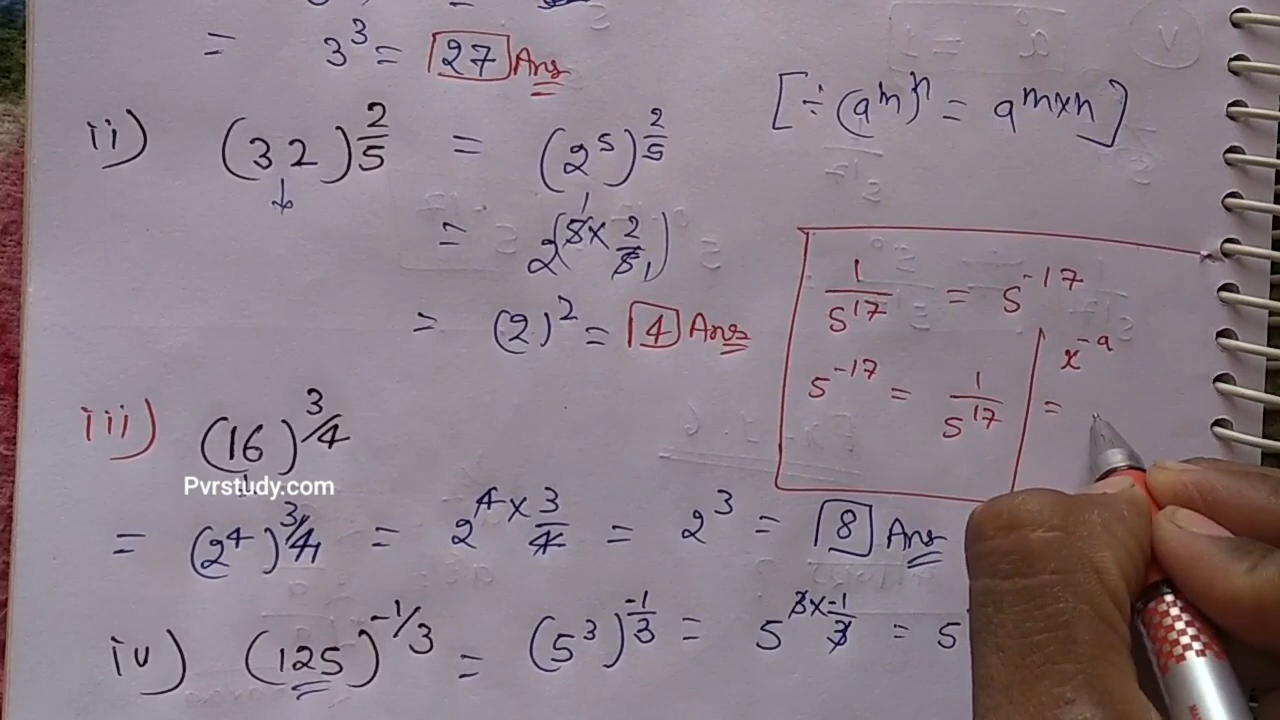 = 3³ = 27 Ans
ii) (32)^(2/5) = (2⁵)^(2/5) [∴ (aᵐ)ⁿ = a^(m×n)]
= 2^(5×2/5)
= (2)² = 4 Ans
1/5¹⁷ = 5⁻¹⁷
5⁻¹⁷ = 1/5¹⁷
x⁻ᵃ
=
iii) (16)^(3/4)
Pvrstudy.com
= (2⁴)^(3/4) = 2^(4×3/4) = 2³ = 8 Ans
iv) (125)^(-1/3) = (5³)^(-1/3) = 5^(3×-1/3) = 5